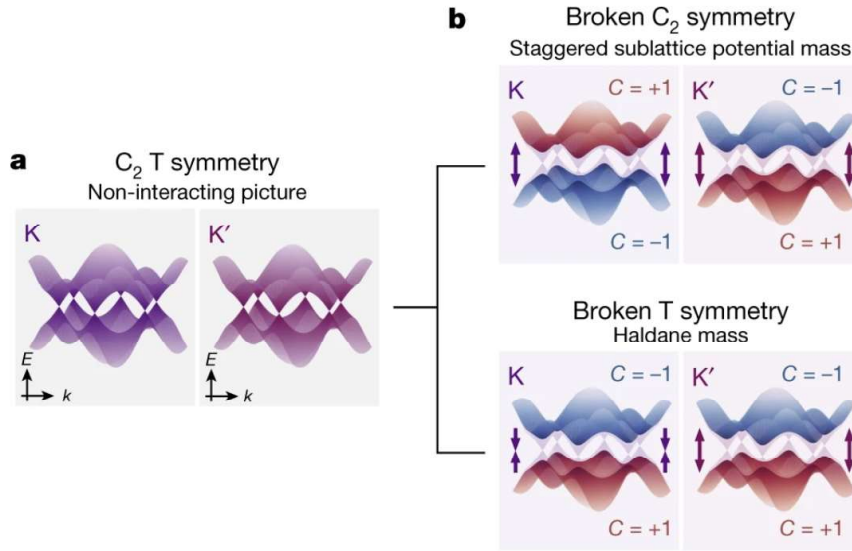 a
C₂ T symmetry
Non-interacting picture
K
K′
E
k
b
Broken C₂ symmetry
Staggered sublattice potential mass
K
C = +1
K′
C = −1
C = −1
C = +1
Broken T symmetry
Haldane mass
K
C = −1
K′
C = −1
C = +1
C = +1